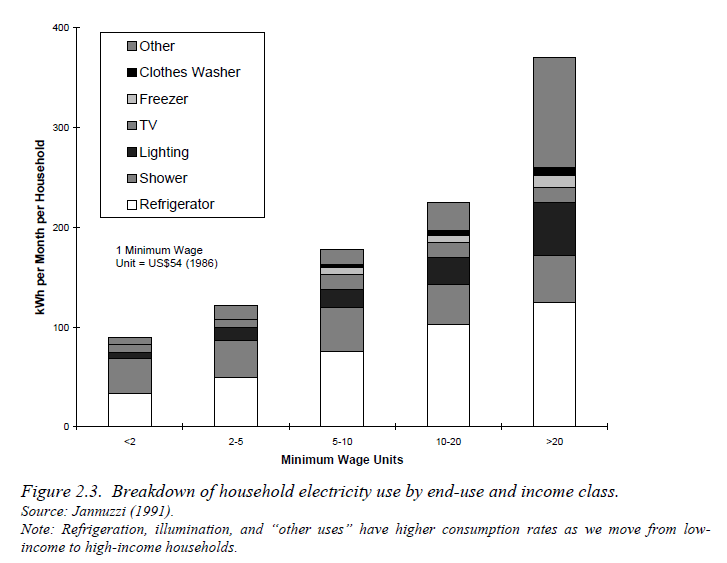 400
300
200
100
0
kWh per Month per Household
Other
Clothes Washer
Freezer
TV
Lighting
Shower
Refrigerator
1 Minimum Wage
Unit = US$54 (1986)
<2
2-5
5-10
10-20
>20
Minimum Wage Units
Figure 2.3. Breakdown of household electricity use by end-use and income class.
Source: Jannuzzi (1991).
Note: Refrigeration, illumination, and “other uses” have higher consumption rates as we move from low-
income to high-income households.